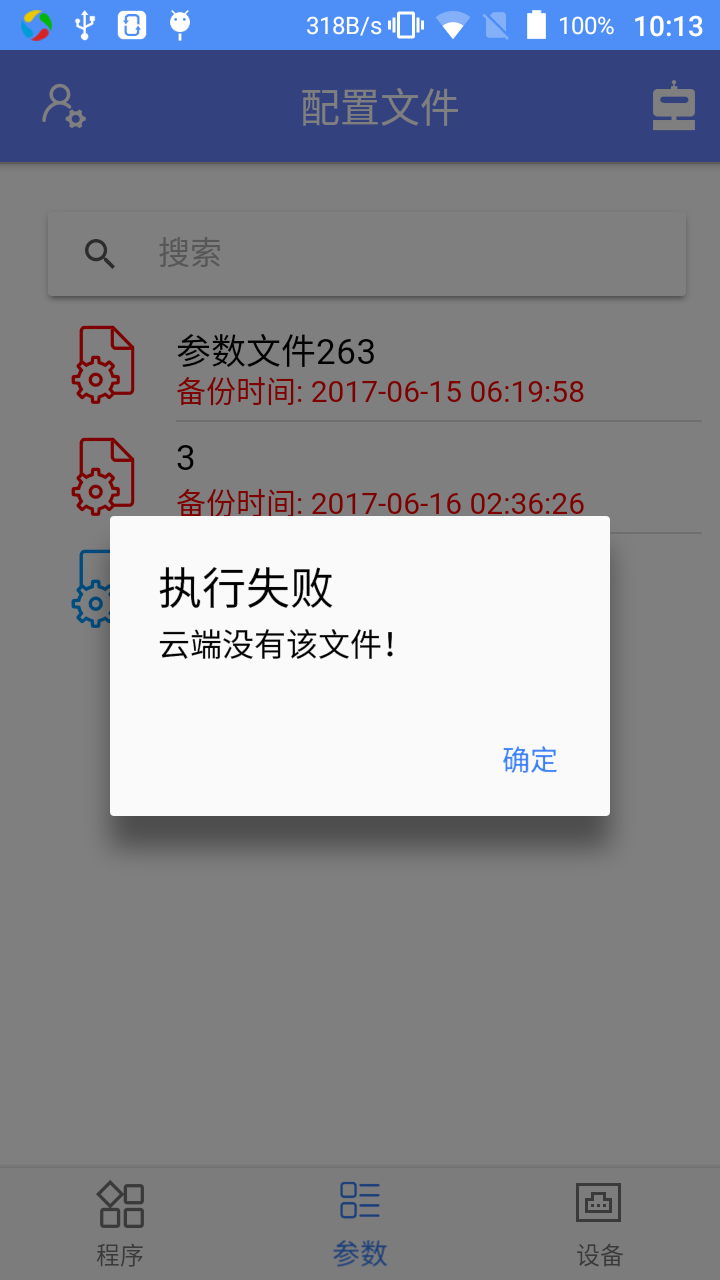 318B/s 100% 10:13
配置文件
搜索
参数文件263
备份时间: 2017-06-15 06:19:58
3
备份时间: 2017-06-16 02:36:26
执行失败
云端没有该文件!
确定
程序 参数 设备